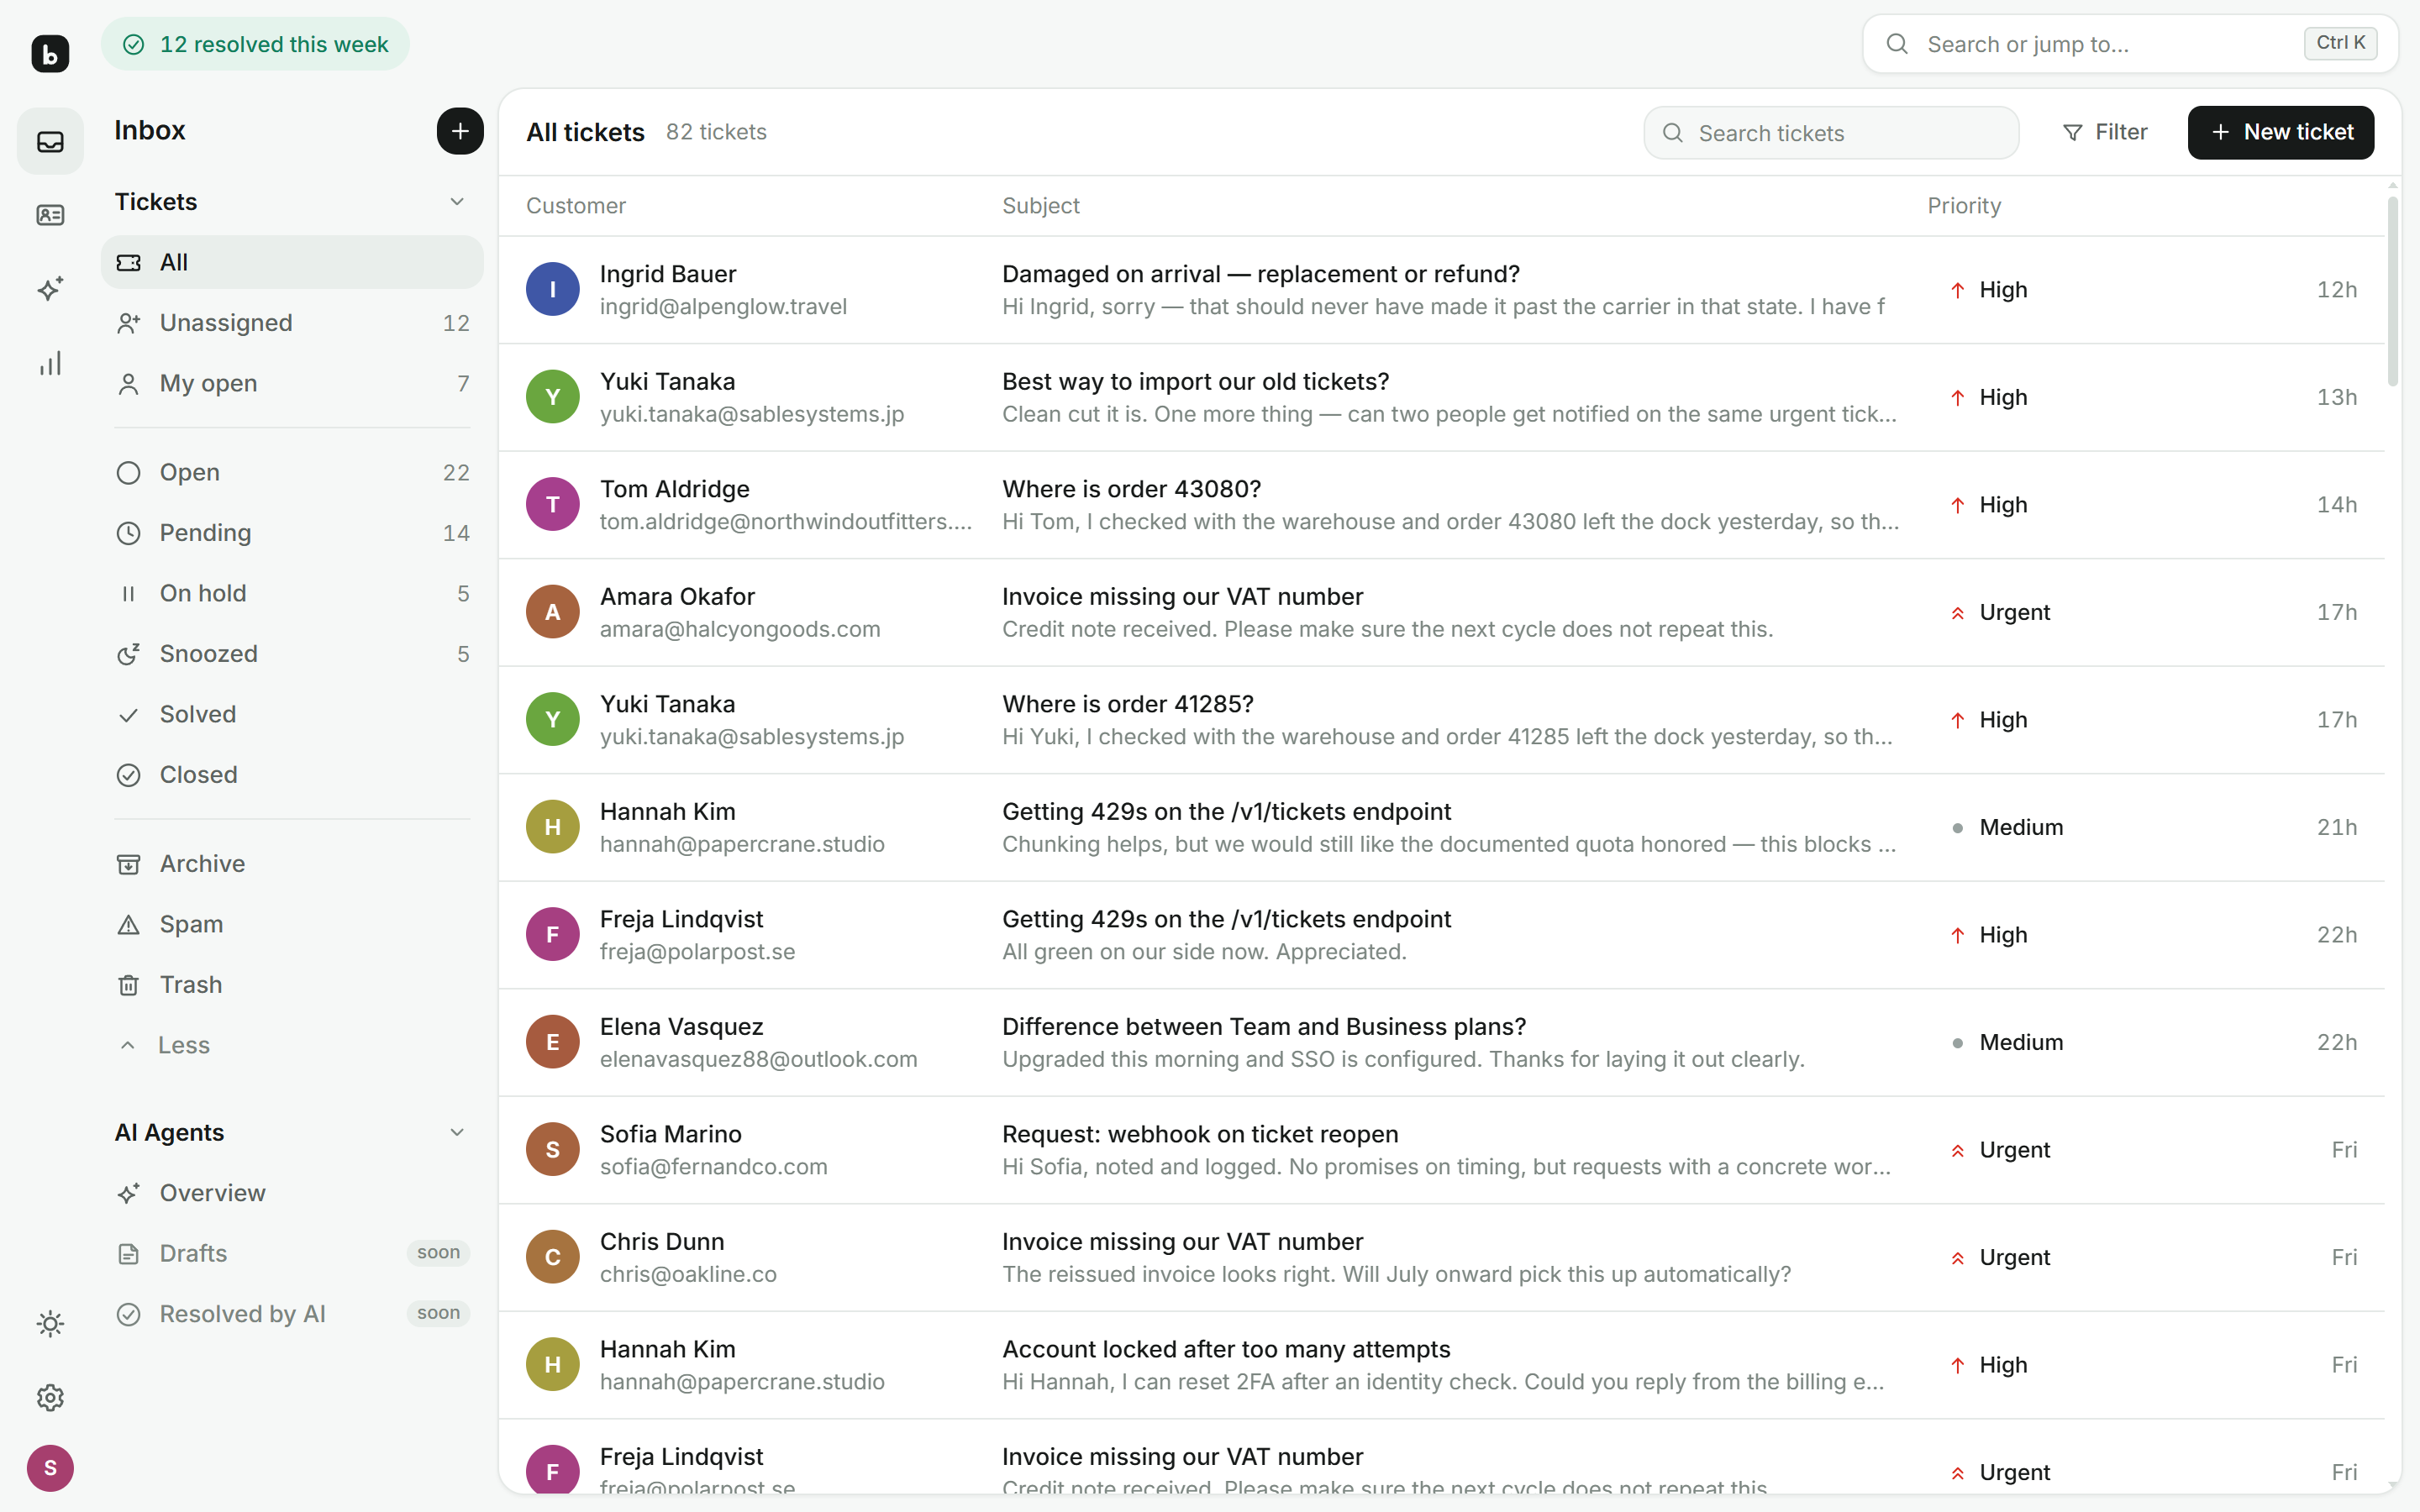 b
12 resolved this week
Search or jump to...
Ctrl K
Inbox
Tickets
All
Unassigned 12
My open 7
Open 22
Pending 14
On hold 5
Snoozed 5
Solved
Closed
Archive
Spam
Trash
Less
AI Agents
Overview
Drafts soon
Resolved by AI soon
S
All tickets 82 tickets
Search tickets
Filter
New ticket
Customer Subject Priority
I
Ingrid Bauer
ingrid@alpenglow.travel
Damaged on arrival — replacement or refund?
Hi Ingrid, sorry — that should never have made it past the carrier in that state. I have f
High 12h
Y
Yuki Tanaka
yuki.tanaka@sablesystems.jp
Best way to import our old tickets?
Clean cut it is. One more thing — can two people get notified on the same urgent tick...
High 13h
T
Tom Aldridge
tom.aldridge@northwindoutfitters....
Where is order 43080?
Hi Tom, I checked with the warehouse and order 43080 left the dock yesterday, so th...
High 14h
A
Amara Okafor
amara@halcyongoods.com
Invoice missing our VAT number
Credit note received. Please make sure the next cycle does not repeat this.
Urgent 17h
Y
Yuki Tanaka
yuki.tanaka@sablesystems.jp
Where is order 41285?
Hi Yuki, I checked with the warehouse and order 41285 left the dock yesterday, so th...
High 17h
H
Hannah Kim
hannah@papercrane.studio
Getting 429s on the /v1/tickets endpoint
Chunking helps, but we would still like the documented quota honored — this blocks ...
Medium 21h
F
Freja Lindqvist
freja@polarpost.se
Getting 429s on the /v1/tickets endpoint
All green on our side now. Appreciated.
High 22h
E
Elena Vasquez
elenavasquez88@outlook.com
Difference between Team and Business plans?
Upgraded this morning and SSO is configured. Thanks for laying it out clearly.
Medium 22h
S
Sofia Marino
sofia@fernandco.com
Request: webhook on ticket reopen
Hi Sofia, noted and logged. No promises on timing, but requests with a concrete wor...
Urgent Fri
C
Chris Dunn
chris@oakline.co
Invoice missing our VAT number
The reissued invoice looks right. Will July onward pick this up automatically?
Urgent Fri
H
Hannah Kim
hannah@papercrane.studio
Account locked after too many attempts
Hi Hannah, I can reset 2FA after an identity check. Could you reply from the billing e...
High Fri
F
Freja Lindqvist
freja@polarpost.se
Invoice missing our VAT number
Credit note received. Please make sure the next cycle does not repeat this
Urgent Fri